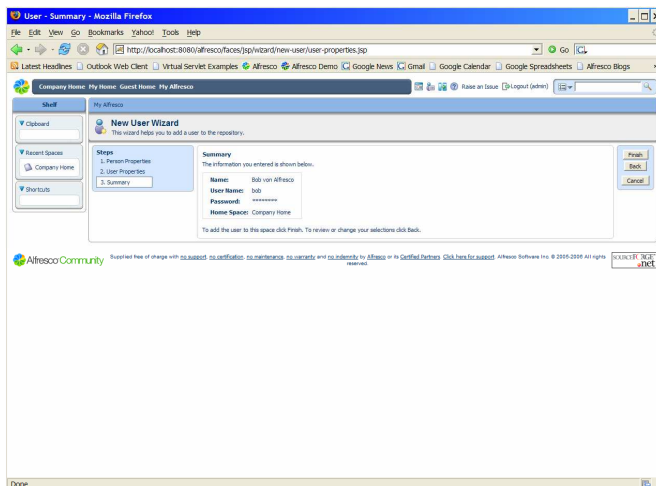 User - Summary - Mozilla Firefox
File Edit View Go Bookmarks Yahoo! Tools Help
http://localhost:8080/alfresco/faces/jsp/wizard/new-user/user-properties.jsp
Go
Latest Headlines Outlook Web Client Virtual Servlet Examples Alfresco Alfresco Demo Google News Gmail Google Calendar Google Spreadsheets Alfresco Blogs
Company Home My Home Guest Home My Alfresco
Raise an Issue Logout (admin)
Shelf
My Alfresco
Clipboard
New User Wizard
This wizard helps you to add a user to the repository.
Recent Spaces
Company Home
Shortcuts
Steps
1. Person Properties
2. User Properties
3. Summary
Summary
The information you entered is shown below.
Name: Bob von Alfresco
User Name: bob
Password: ********
Home Space: Company Home
To add the user to this space click Finish. To review or change your selections click Back.
Finish
Back
Cancel
Alfresco Community
Supplied free of charge with no support, no certification, no maintenance, no warranty and no indemnity by Alfresco or its Certified Partners. Click here for support. Alfresco Software Inc. © 2005-2006 All rights reserved.
SOURCEFORGE .net
Done